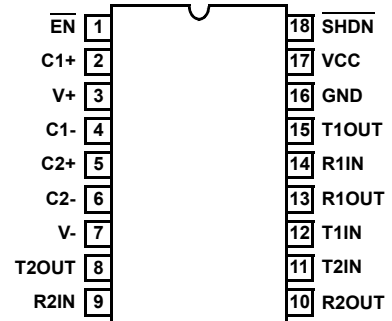 EN 1 18 SHDN
C1+ 2 17 VCC
V+ 3 16 GND
C1- 4 15 T1OUT
C2+ 5 14 R1IN
C2- 6 13 R1OUT
V- 7 12 T1IN
T2OUT 8 11 T2IN
R2IN 9 10 R2OUT